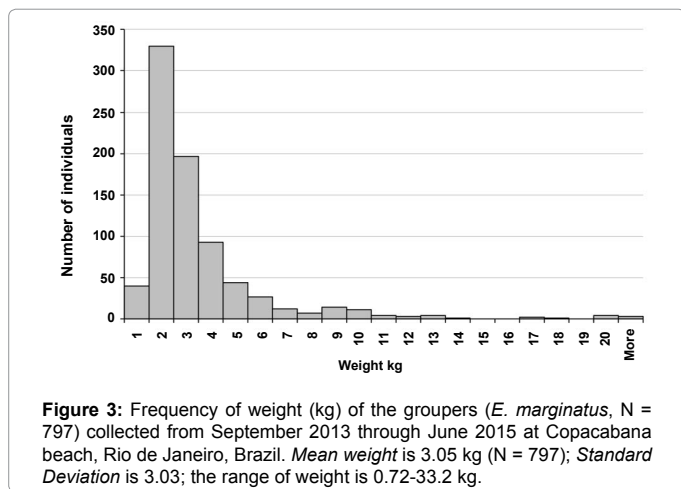 350
300
250
200
150
100
50
0
Number of individuals
1 2 3 4 5 6 7 8 9 10 11 12 13 14 15 16 17 18 19 20 More
Weight kg
Figure 3: Frequency of weight (kg) of the groupers (E. marginatus, N =
797) collected from September 2013 through June 2015 at Copacabana
beach, Rio de Janeiro, Brazil. Mean weight is 3.05 kg (N = 797); Standard
Deviation is 3.03; the range of weight is 0.72-33.2 kg.